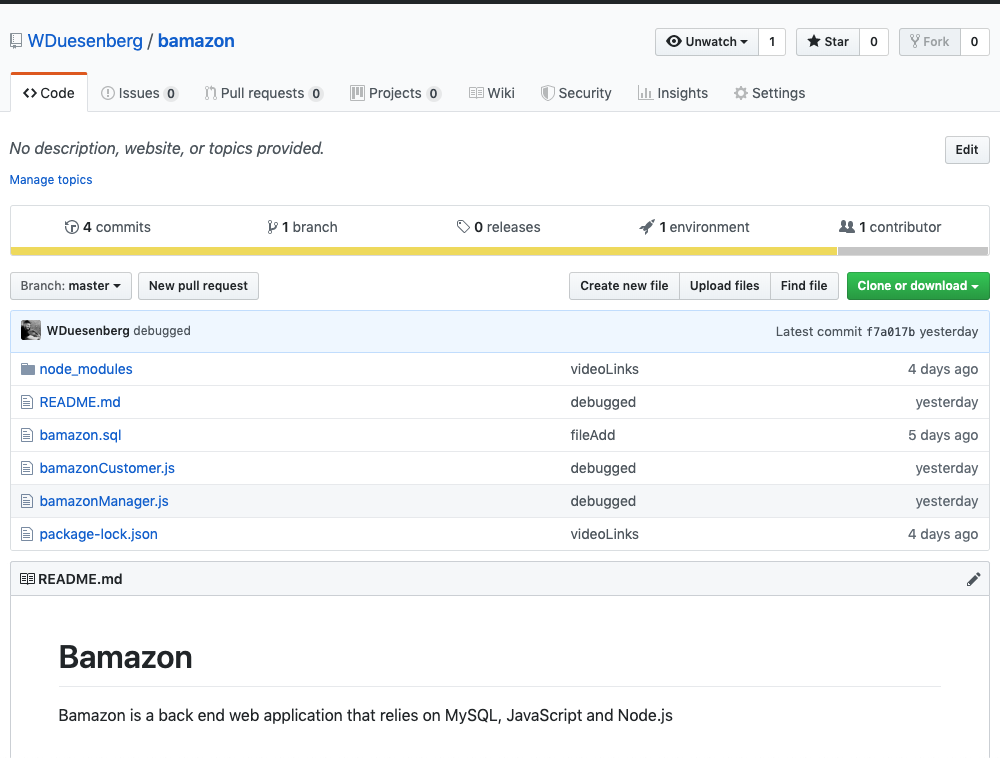 WDuesenberg / bamazon
Unwatch 1 Star 0 Fork 0
Code Issues 0 Pull requests 0 Projects 0 Wiki Security Insights Settings
No description, website, or topics provided. Edit
Manage topics
4 commits 1 branch 0 releases 1 environment 1 contributor
Branch: master New pull request Create new file Upload files Find file Clone or download
WDuesenberg debugged Latest commit f7a017b yesterday
node_modules videoLinks 4 days ago
README.md debugged yesterday
bamazon.sql fileAdd 5 days ago
bamazonCustomer.js debugged yesterday
bamazonManager.js debugged yesterday
package-lock.json videoLinks 4 days ago
README.md
Bamazon
Bamazon is a back end web application that relies on MySQL, JavaScript and Node.js